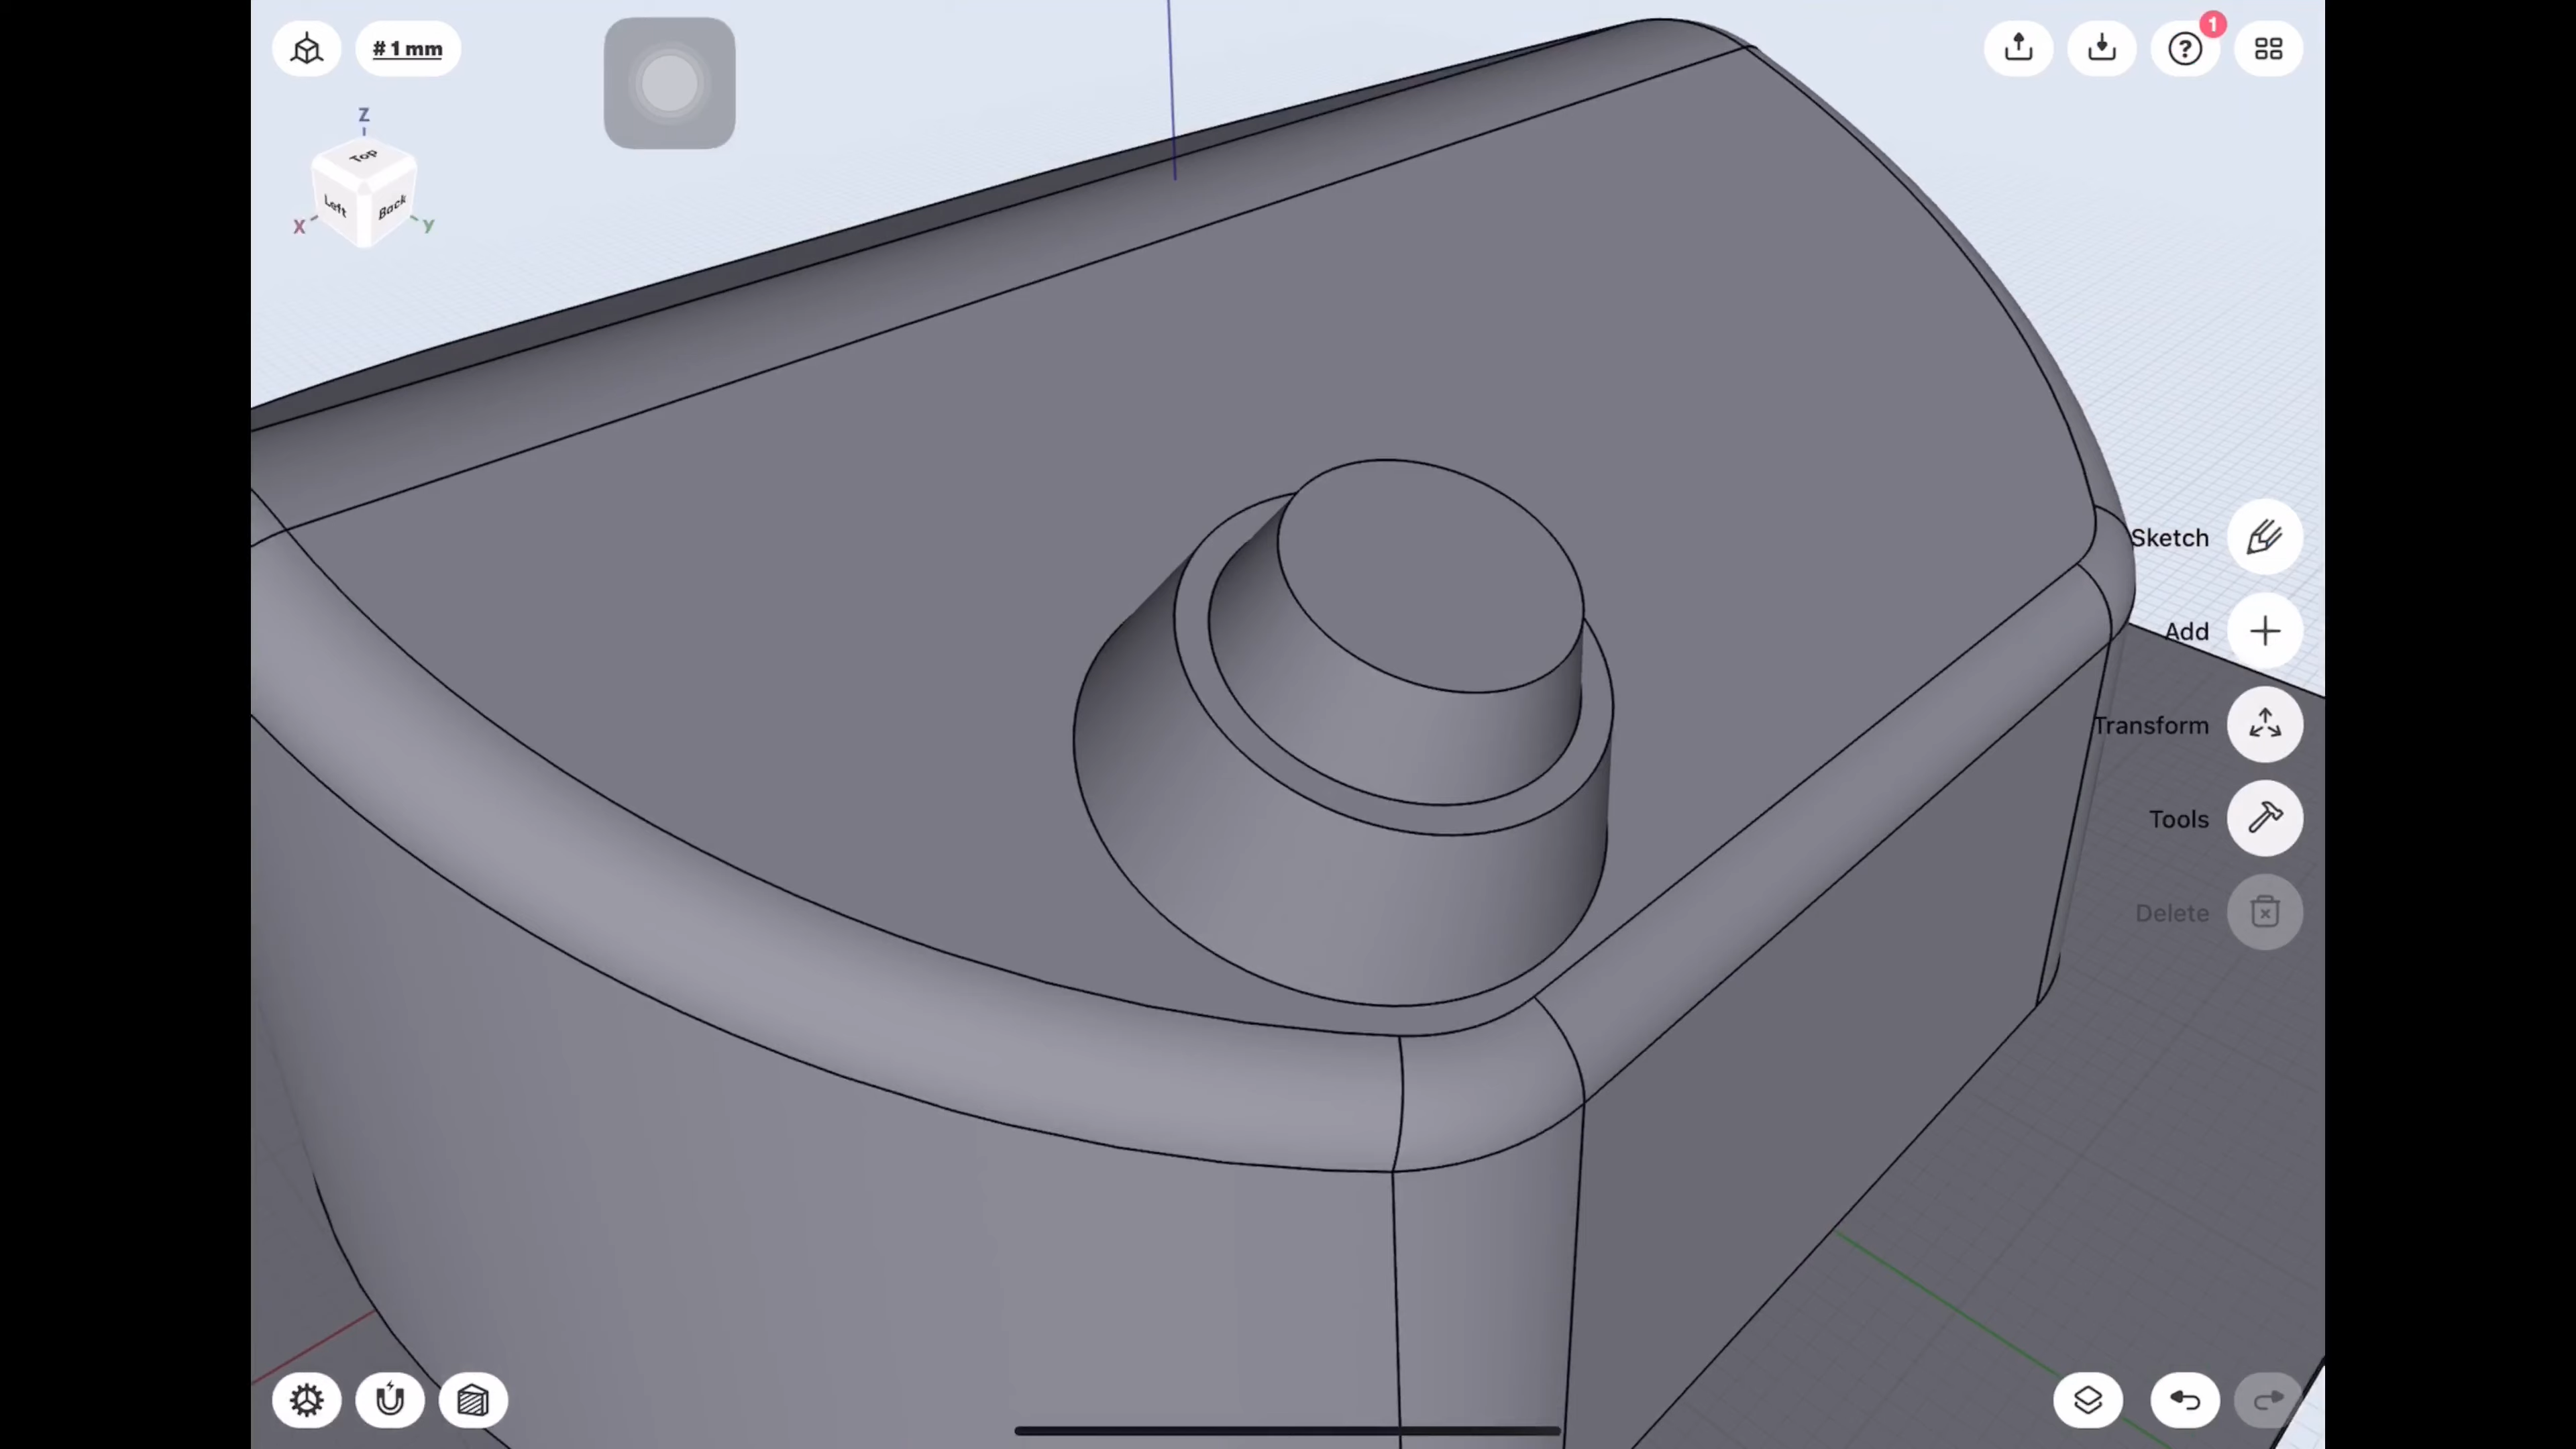 # 1 mm
1
Z
Top
Left
Back
X
Y
Sketch
Add
Transform
Tools
Delete